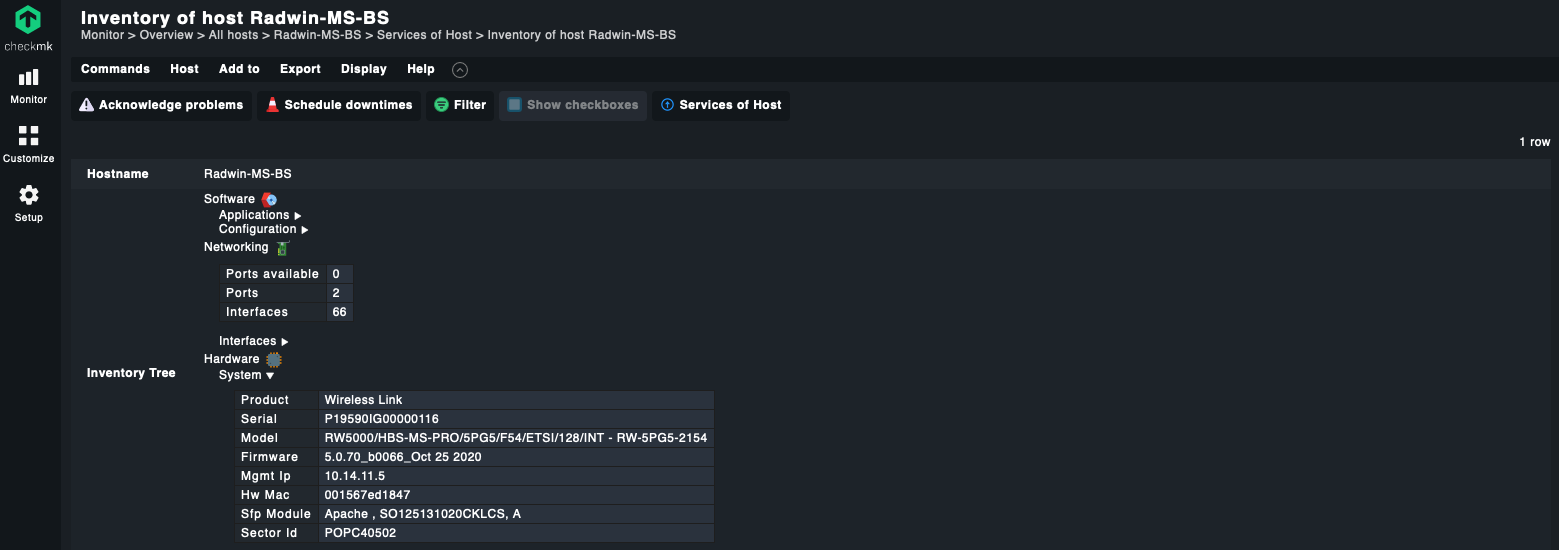 Inventory of host Radwin-MS-BS
Monitor > Overview > All hosts > Radwin-MS-BS > Services of Host > Inventory of host Radwin-MS-BS
checkmk
Commands Host Add to Export Display Help
Monitor
Acknowledge problems Schedule downtimes Filter Show checkboxes Services of Host
Customize
1 row
Setup
Hostname Radwin-MS-BS
Software
Applications
Configuration
Networking
Ports available 0
Ports 2
Interfaces 66
Interfaces
Hardware
Inventory Tree
System
Product Wireless Link
Serial P19590IG00000116
Model RW5000/HBS-MS-PRO/5PG5/F54/ETSI/128/INT - RW-5PG5-2154
Firmware 5.0.70_b0066_Oct 25 2020
Mgmt Ip 10.14.11.5
Hw Mac 001567ed1847
Sfp Module Apache , SO125131020CKLCS, A
Sector Id POPC40502